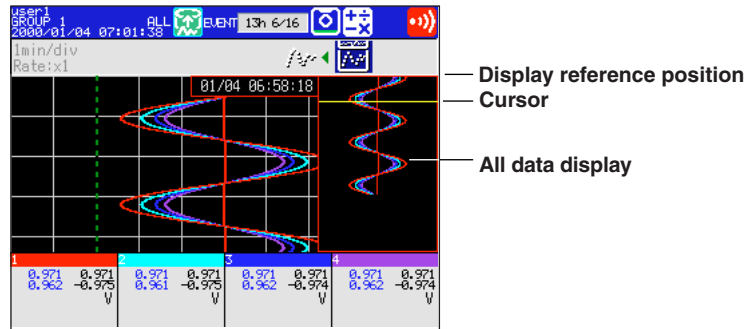 user1
GROUP 1 ALL EVENT 13h 6/16
2000/01/04 07:01:38
1min/div
Rate:x1
01/04 06:58:18
Display reference position
Cursor
All data display
1 2 3 4
0.971 0.971 0.971 0.971 0.971 0.971 0.971 0.971
0.962 -0.975 0.961 -0.975 0.962 -0.974 0.962 -0.974
V V V V